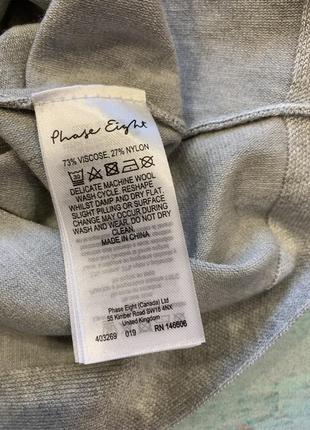 Phase Eight
73% VISCOSE, 27% NYLON
DELICATE MACHINE WOOL
WASH CYCLE. RESHAPE
WHILST DAMP AND DRY FLAT.
SLIGHT PILLING OR SURFACE
CHANGE MAY OCCURR DURING
WASH AND WEAR. DO NOT DRY
CLEAN.
MADE IN CHINA
Phase Eight (Canada) Ltd
55 Kimber Road SW18 4NX
United Kingdom
403269 019 RN 146606